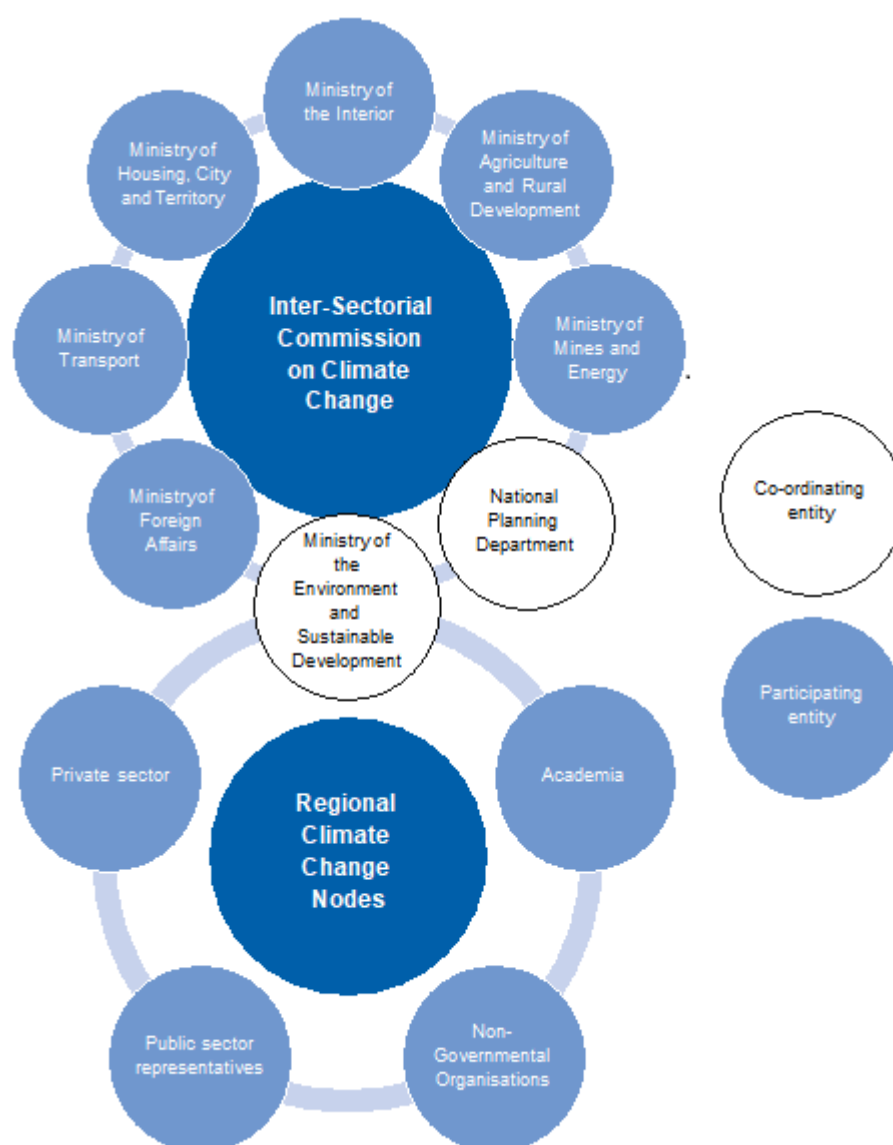 Ministry of
the Interior
Ministry of
Housing, City
and Territory
Ministry of
Agriculture
and Rural
Development
Ministry of
Transport
Inter-Sectorial
Commission
on Climate
Change
Ministry of
Mines and
Energy
.
Ministry of
Foreign
Affairs
Ministry of
the
Environment
and
Sustainable
Development
National
Planning
Department
Co-ordinating
entity
Participating
entity
Private sector
Academia
Regional
Climate
Change
Nodes
Public sector
representatives
Non-
Governmental
Organisations